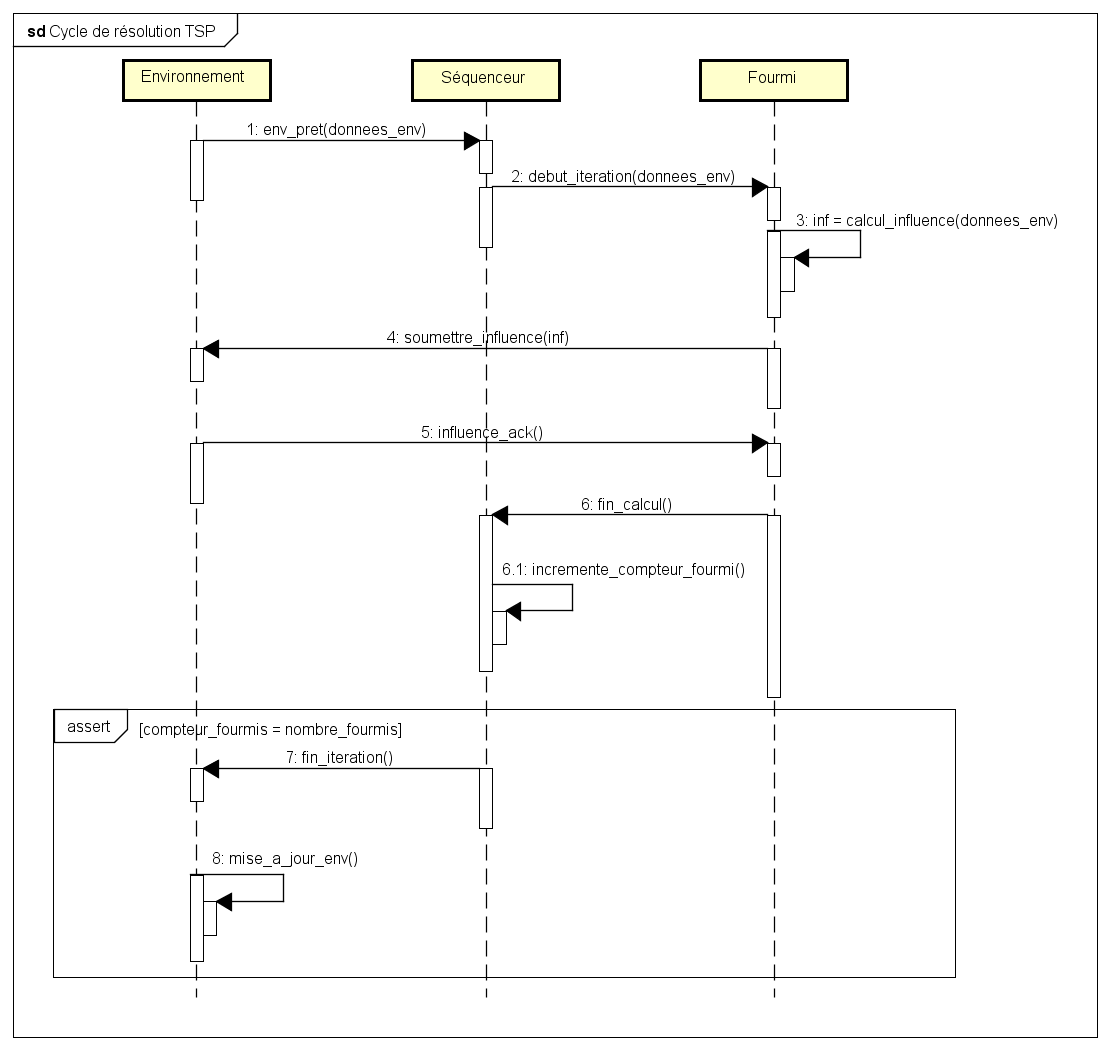 sd Cycle de résolution TSP
Environnement
Séquenceur
Fourmi
1: env_pret(donnees_env)
2: debut_iteration(donnees_env)
3: inf = calcul_influence(donnees_env)
4: soumettre_influence(inf)
5: influence_ack()
6: fin_calcul()
6.1: incremente_compteur_fourmi()
assert
[compteur_fourmis = nombre_fourmis]
7: fin_iteration()
8: mise_a_jour_env()